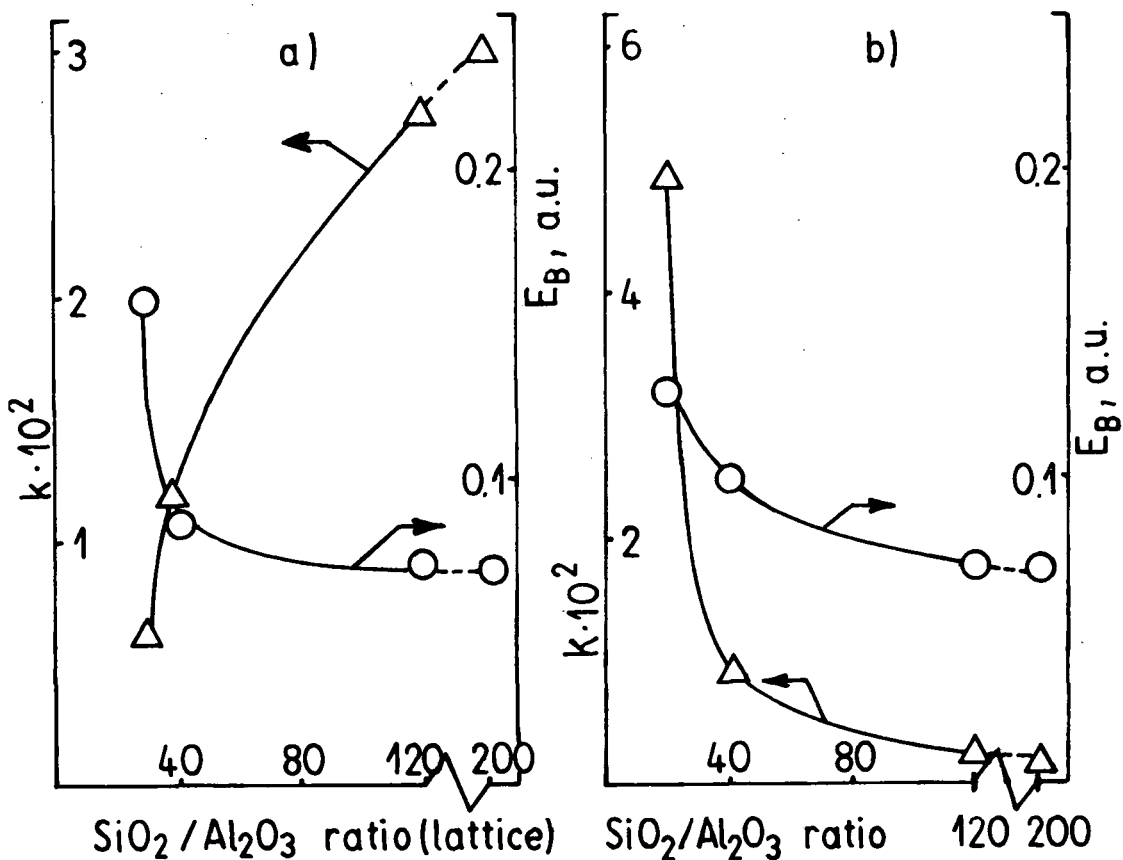 a)
3
2
1
k·10²
0.2
0.1
E_B, a.u.
40 80 120 200
SiO₂/Al₂O₃ ratio (lattice)
b)
6
4
2
k·10²
0.2
0.1
E_B, a.u.
40 80
120 200
SiO₂/Al₂O₃ ratio